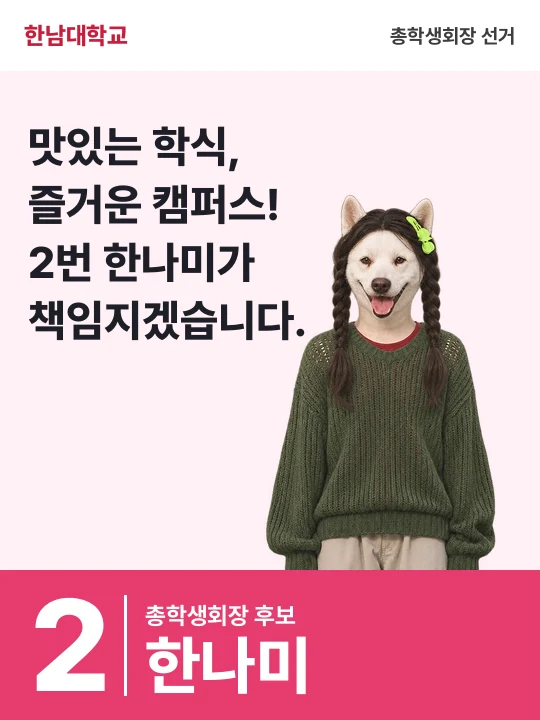 한남대학교
총학생회장 선거
맛있는 학식,
즐거운 캠퍼스!
2번 한나미가
책임지겠습니다.
2
총학생회장 후보
한나미